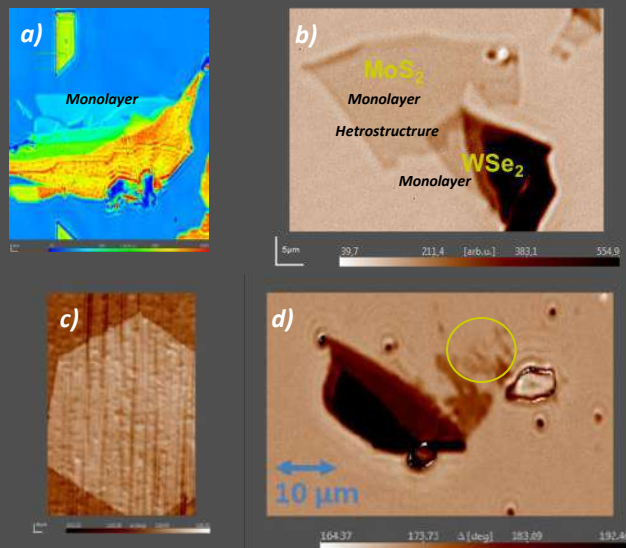 a)
Monolayer
b)
MoS2
Monolayer
Hetrostructrure
WSe2
Monolayer
5µm
39,7 211,4 [arb.u.] 383,1 554,9
c)
d)
10 µm
164.37 173.73 Δ [deg] 183.09 192.46